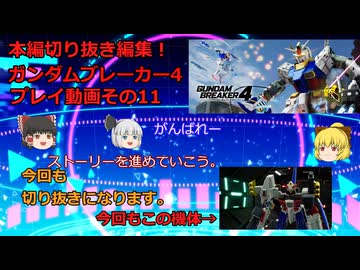 本編切り抜き編集！
ガンダムブレーカー4
プレイ動画その11
GUNDAM
BREAKER 4
がんばれー
ストーリーを進めていこう。
今回も
切り抜きになります。
今回もこの機体→